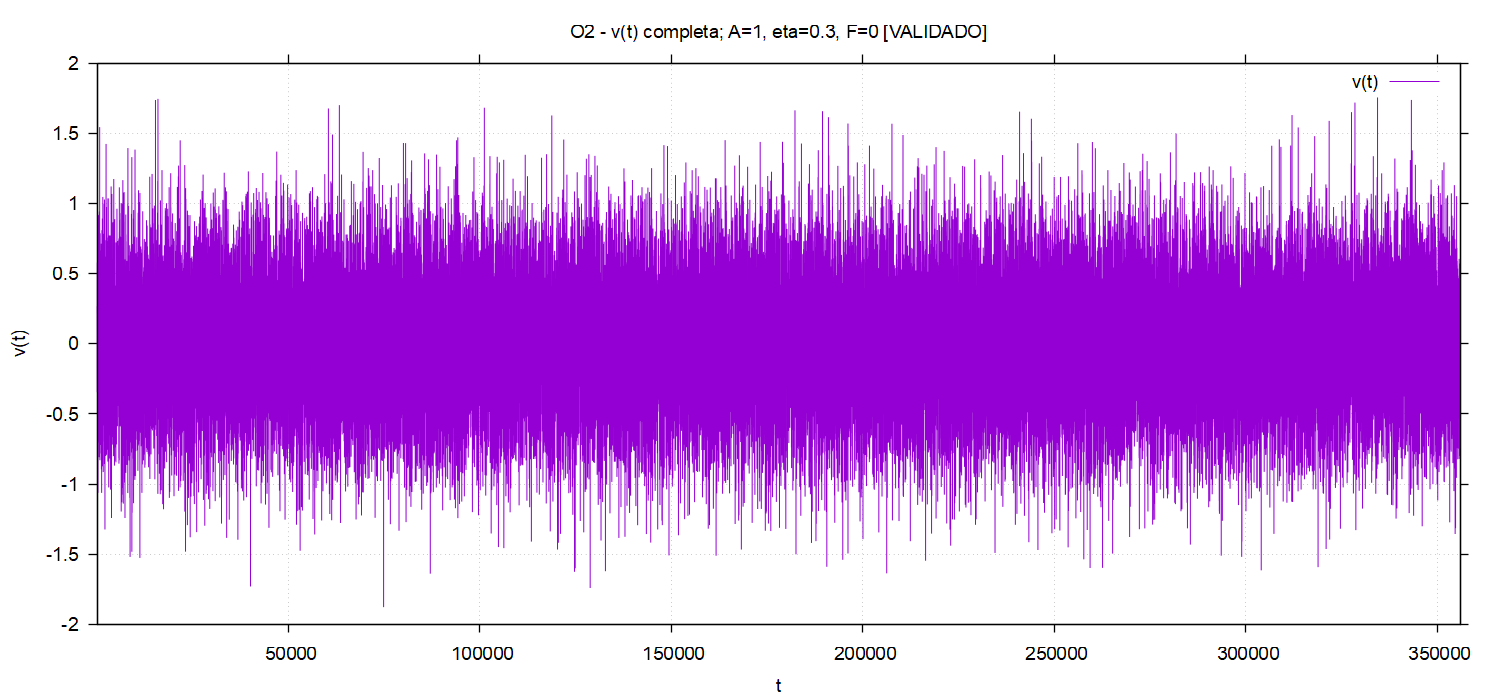 O2 - v(t) completa; A=1, eta=0.3, F=0 [VALIDADO]
v(t)
2
1.5
1
0.5
0
-0.5
-1
-1.5
-2
v(t)
50000 100000 150000 200000 250000 300000 350000
t